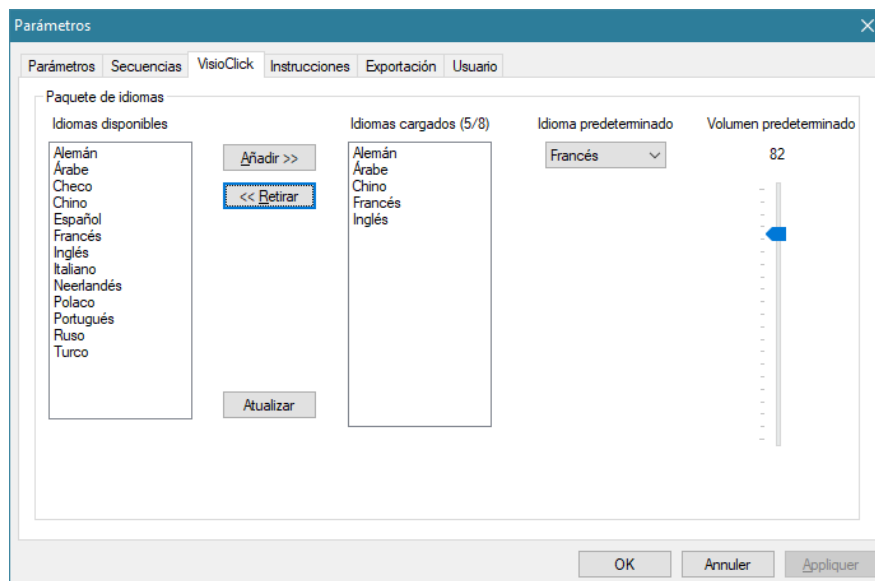 Parámetros
Parámetros Secuencias VisioClick Instrucciones Exportación Usuario
Paquete de idiomas
Idiomas disponibles
Alemán
Árabe
Checo
Chino
Español
Francés
Inglés
Italiano
Neerlandés
Polaco
Portugués
Ruso
Turco
Añadir >>
<< Retirar
Atualizar
Idiomas cargados (5/8)
Alemán
Árabe
Chino
Francés
Inglés
Idioma predeterminado
Francés
Volumen predeterminado
82
OK Annuler Appliquer